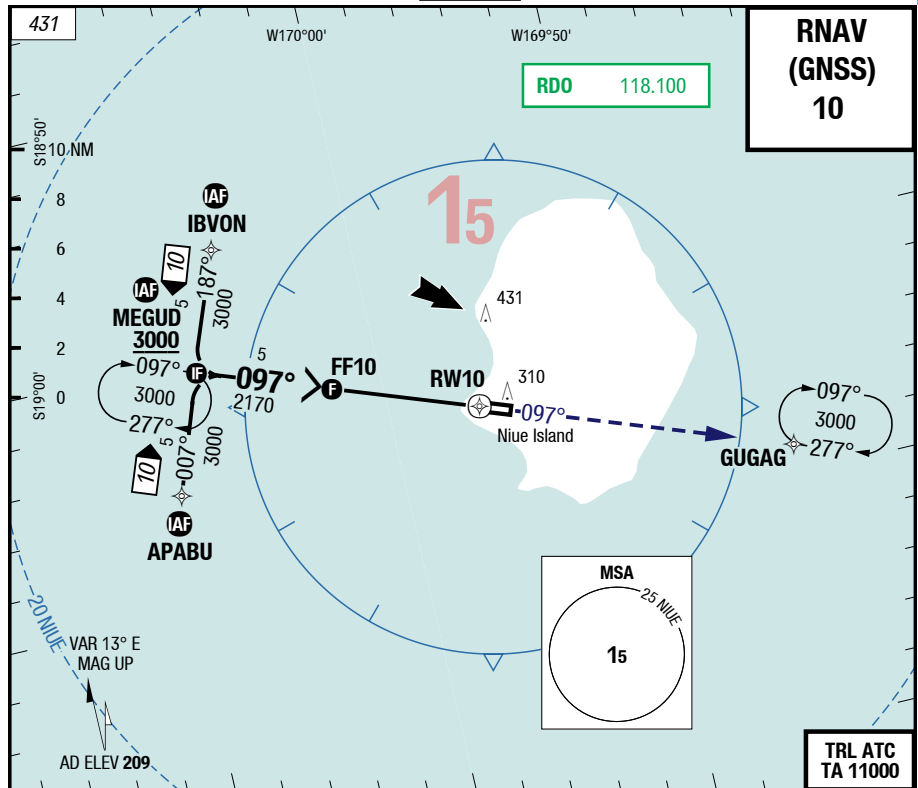 431
W170°00'
W169°50'
RNAV
(GNSS)
10
RDO 118.100
S18°50'
10 NM
8
6
4
2
S19°00'
0
15
IAF
IBVON
10
187°
5
3000
IAF
MEGUD
3000
IF
097°
3000
277°
5
097°
2170
FF10
F
RW10
431
310
097°
Niue Island
GUGAG
097°
3000
277°
5
007°
3000
10
IAF
APABU
MSA
25 NIUE
15
20 NIUE
VAR 13° E
MAG UP
AD ELEV 209
TRL ATC
TA 11000